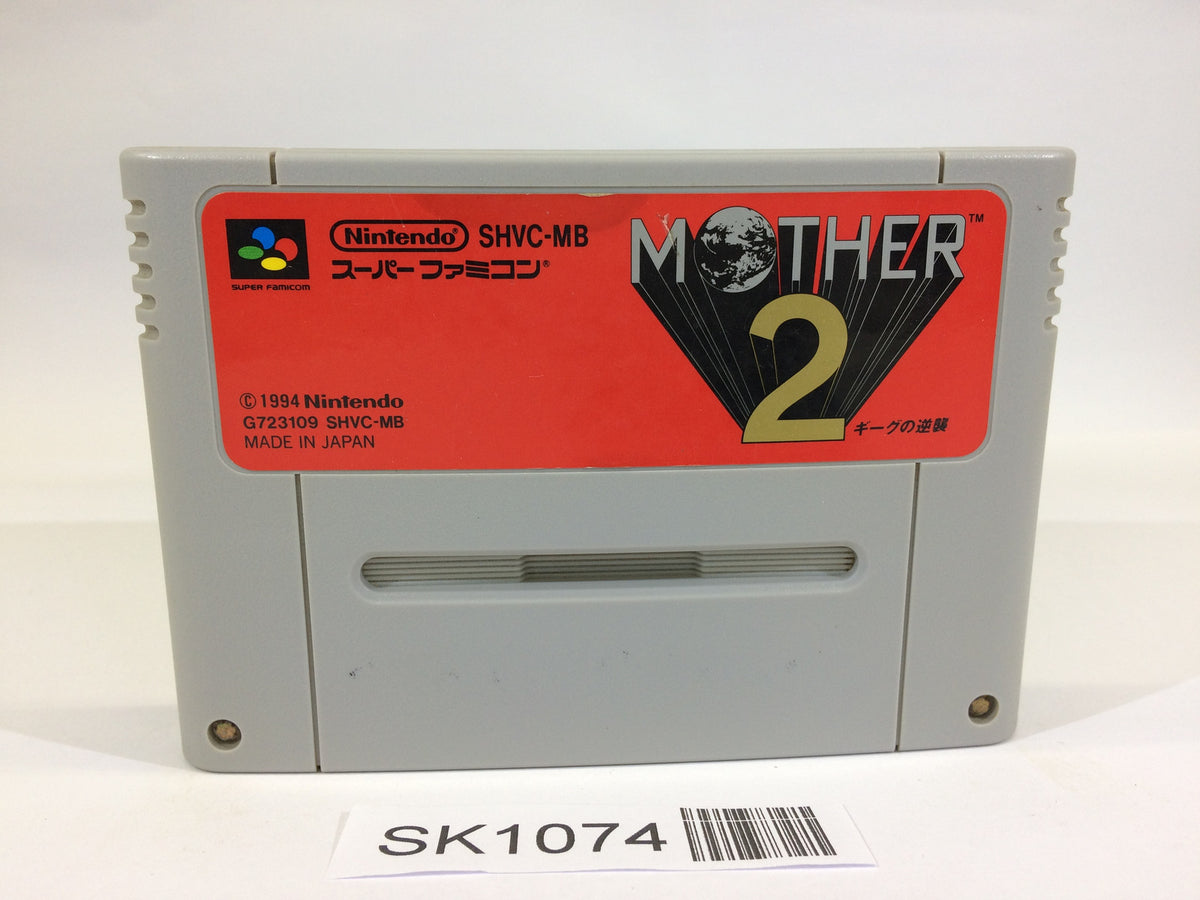 Nintendo® SHVC-MB
スーパーファミコン®
SUPER FAMICOM
MOTHER™
2
ギーグの逆襲
©1994 Nintendo
G723109 SHVC-MB
MADE IN JAPAN
SK1074